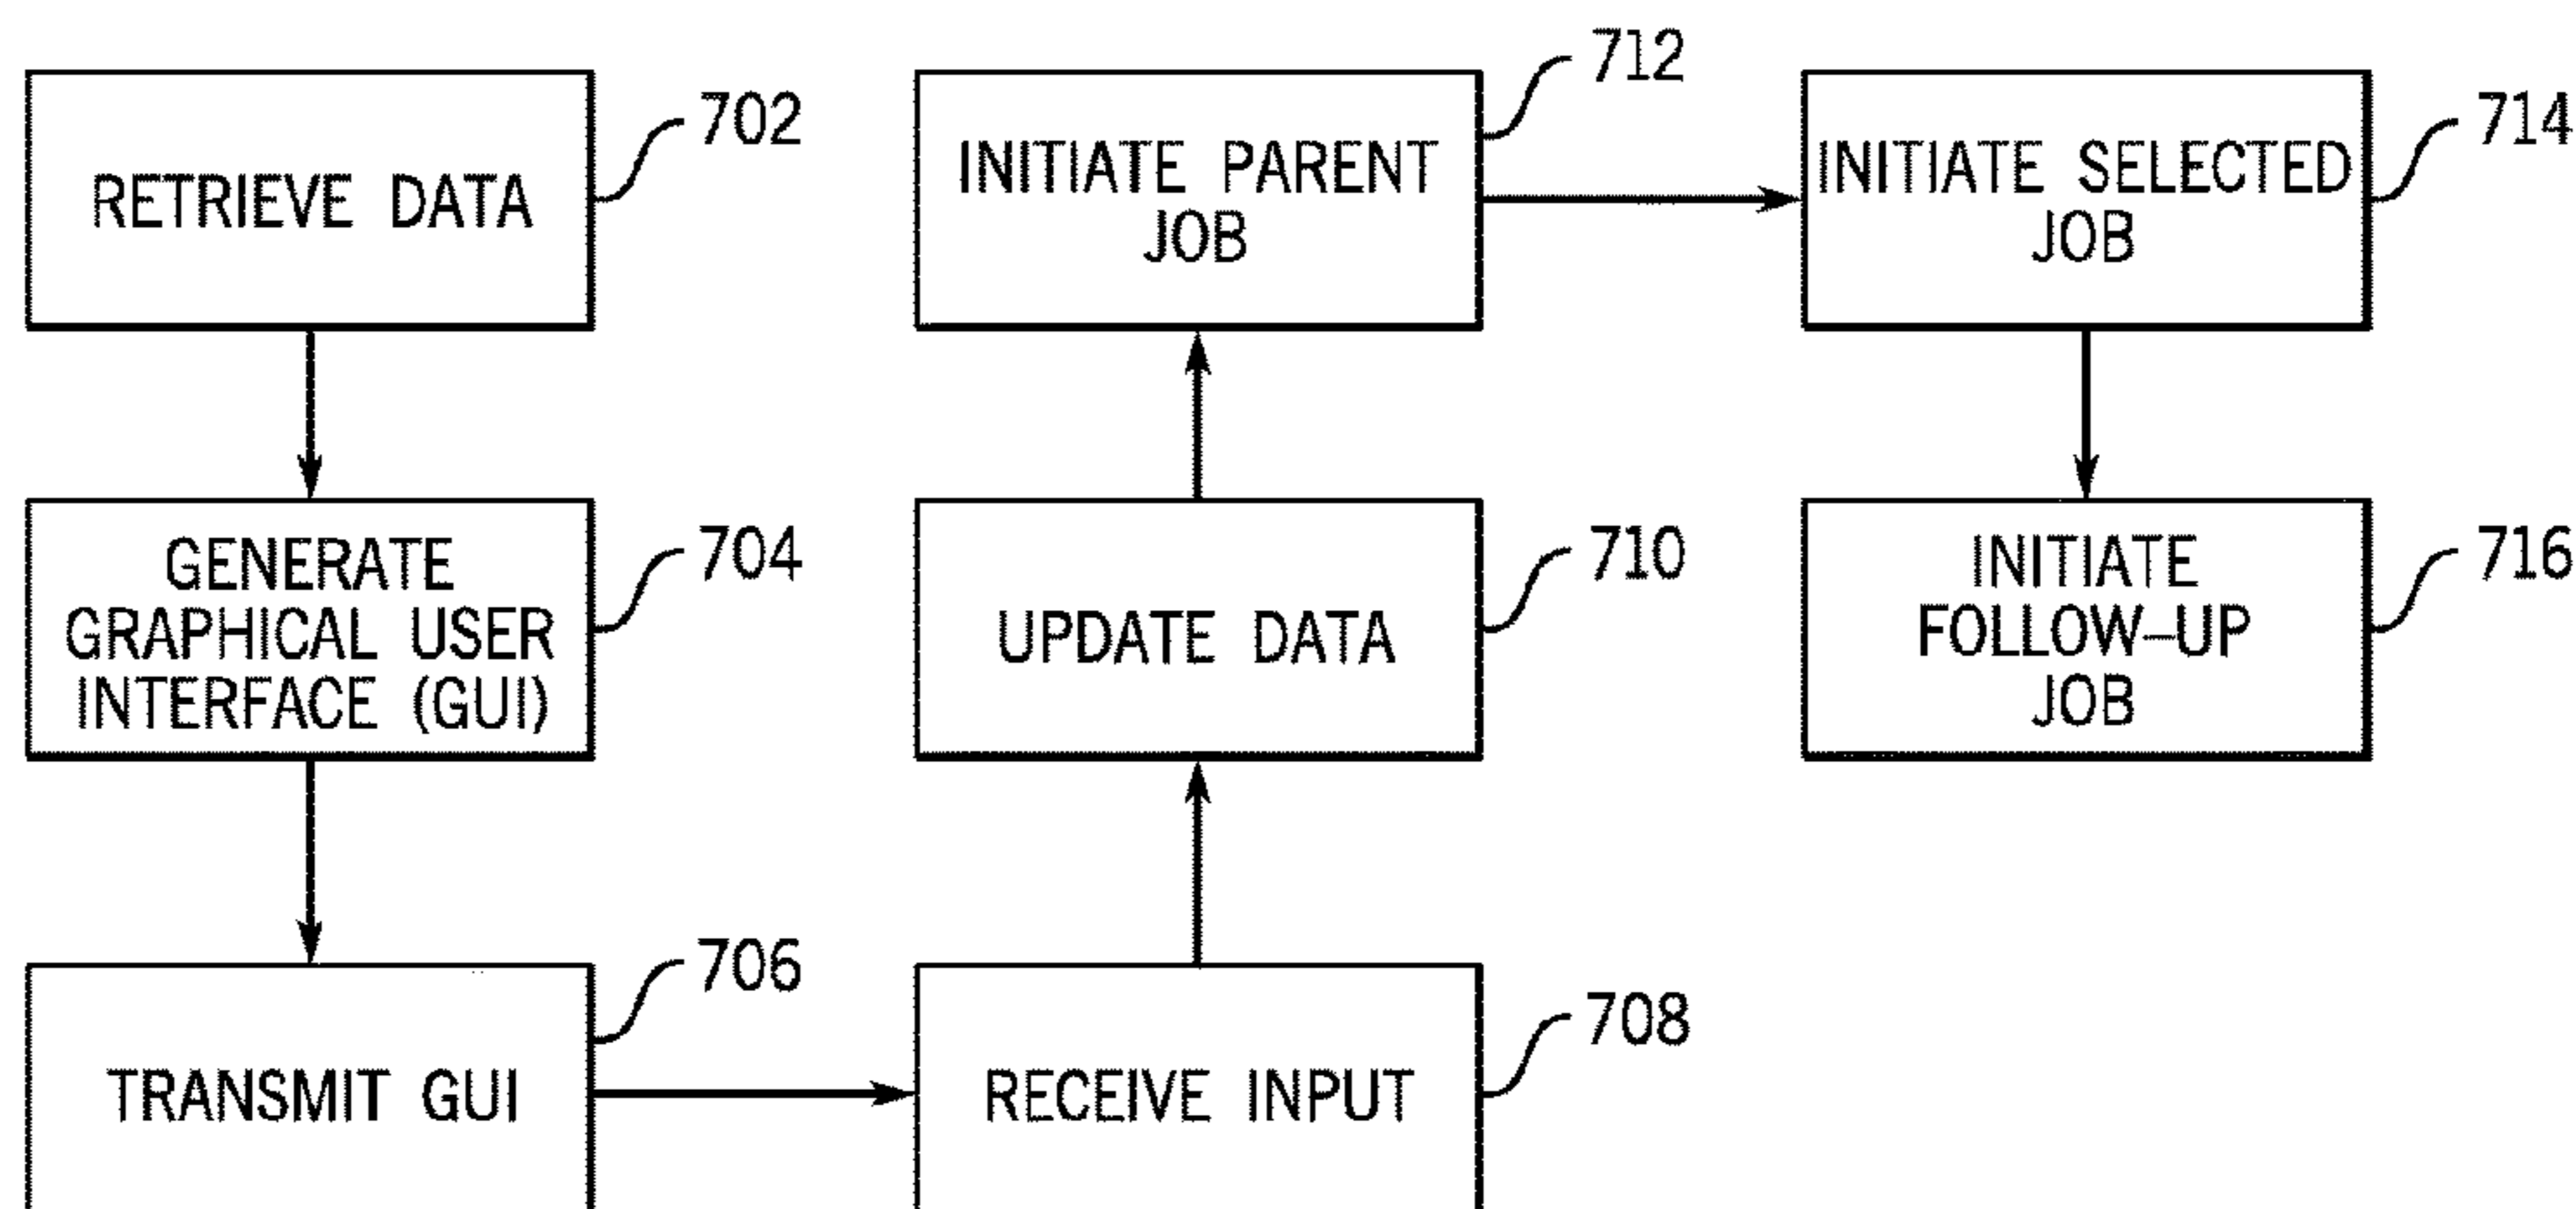 RETRIEVE DATA
702
GENERATE
GRAPHICAL USER
INTERFACE (GUI)
704
TRANSMIT GUI
706
RECEIVE INPUT
708
UPDATE DATA
710
INITIATE PARENT
JOB
712
INITIATE SELECTED
JOB
714
INITIATE
FOLLOW-UP
JOB
716